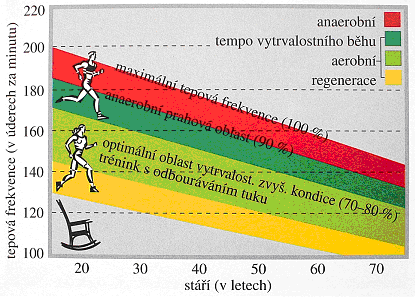 220
200
180
160
140
120
100
tepová frekvence (v úderech za minutu)
anaerobní
tempo vytrvalostního běhu
aerobní
regenerace
maximální tepová frekvence (100 %)
anaerobní prahová oblast (90 %)
optimální oblast vytrvalost. zvyš. kondice (70–80 %)
trénink s odbouráváním tuku
20 30 40 50 60 70
stáří (v letech)